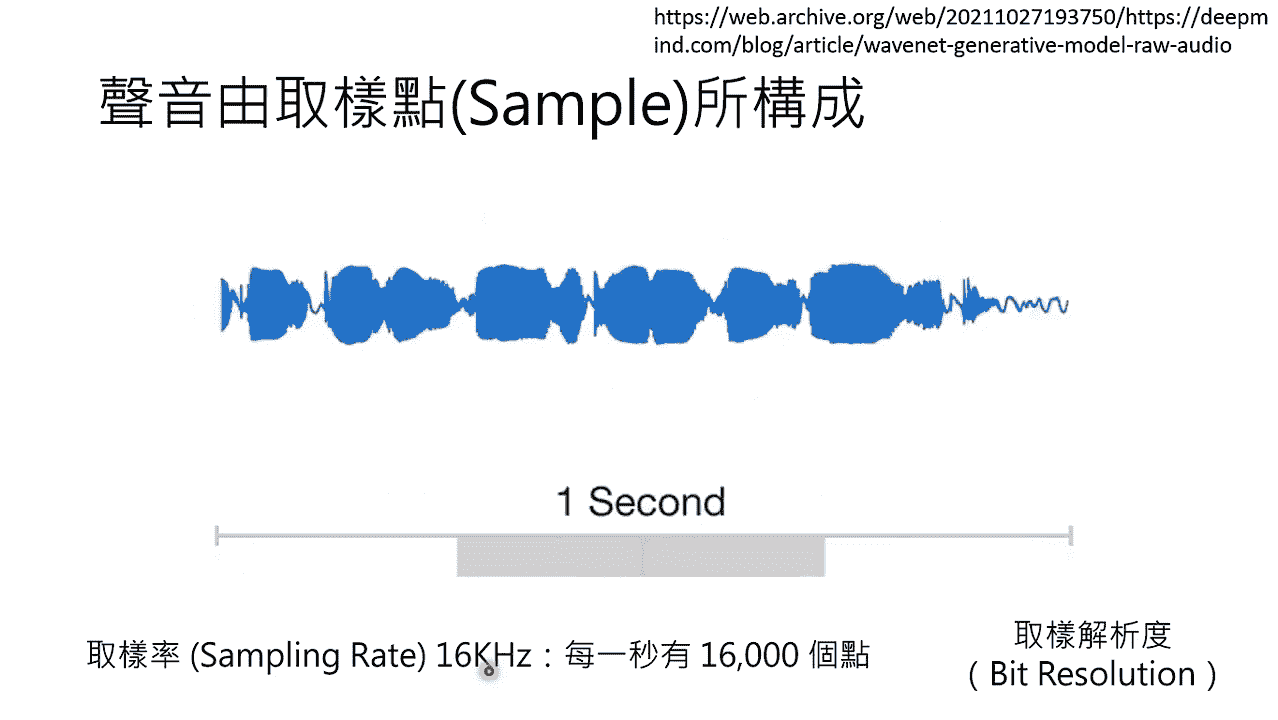 https://web.archive.org/web/20211027193750/https://deepm
ind.com/blog/article/wavenet-generative-model-raw-audio
聲音由取樣點(Sample)所構成
1 Second
取樣率 (Sampling Rate) 16KHz：每一秒有 16,000 個點
取樣解析度
( Bit Resolution )